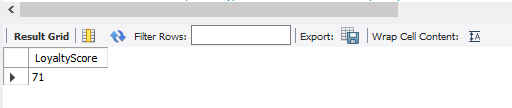 Result Grid Filter Rows: Export: Wrap Cell Content:
LoyaltyScore
71